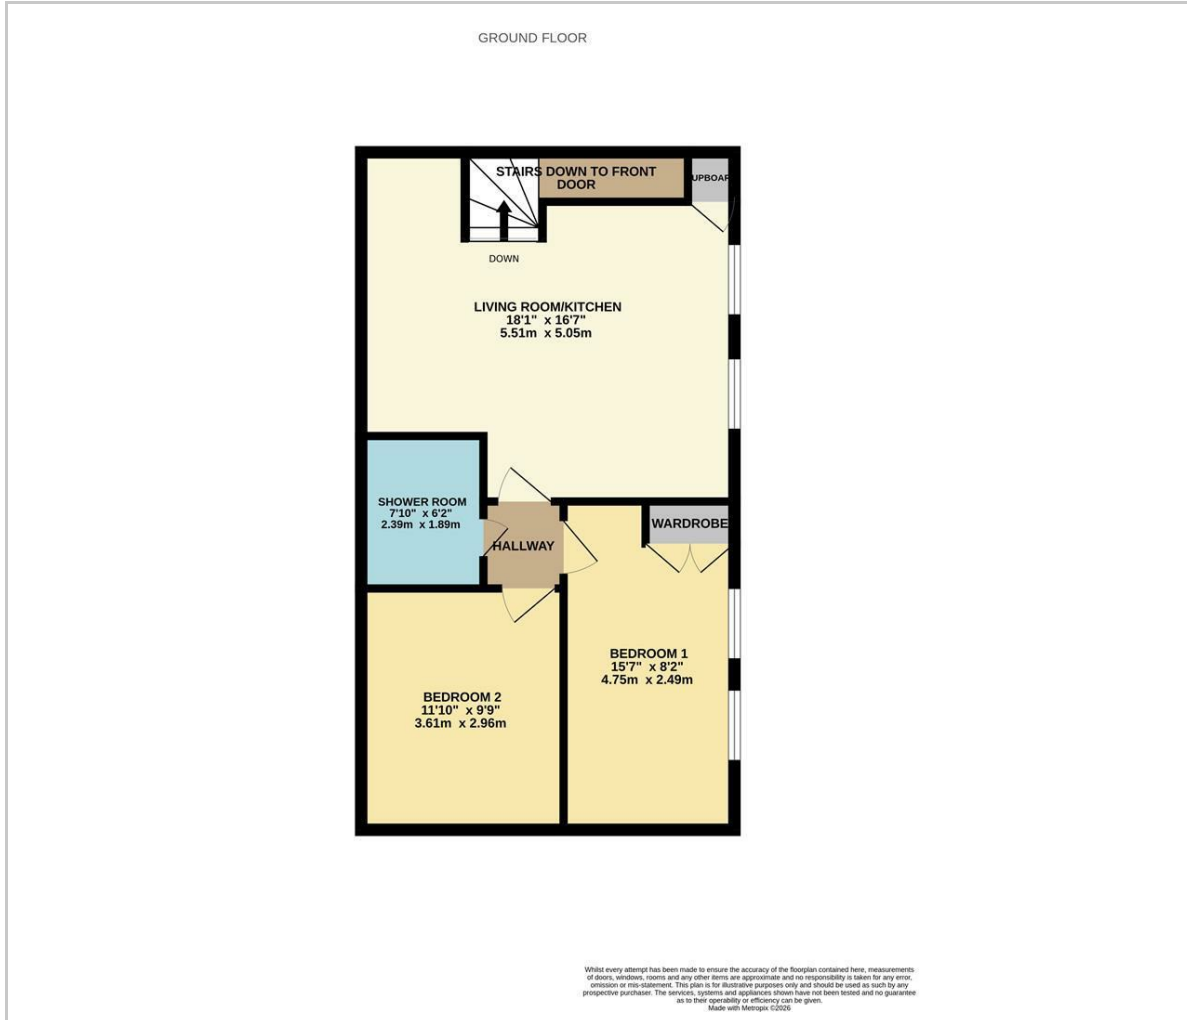 GROUND FLOOR
STAIRS DOWN TO FRONT
DOOR
UPBOAR
DOWN
LIVING ROOM/KITCHEN
18'1" x 16'7"
5.51m x 5.05m
SHOWER ROOM
7'10" x 6'2"
2.39m x 1.89m
HALLWAY
WARDROBE
BEDROOM 1
15'7" x 8'2"
4.75m x 2.49m
BEDROOM 2
11'10" x 9'9"
3.61m x 2.96m
Whilst every attempt has been made to ensure the accuracy of the floorplan contained here, measurements
of doors, windows, rooms and any other items are approximate and no responsibility is taken for any error,
omission or mis-statement. This plan is for illustrative purposes only and should be used as such by any
prospective purchaser. The services, systems and appliances shown have not been tested and no guarantee
as to their operability or efficiency can be given.
Made with Metropix ©2026